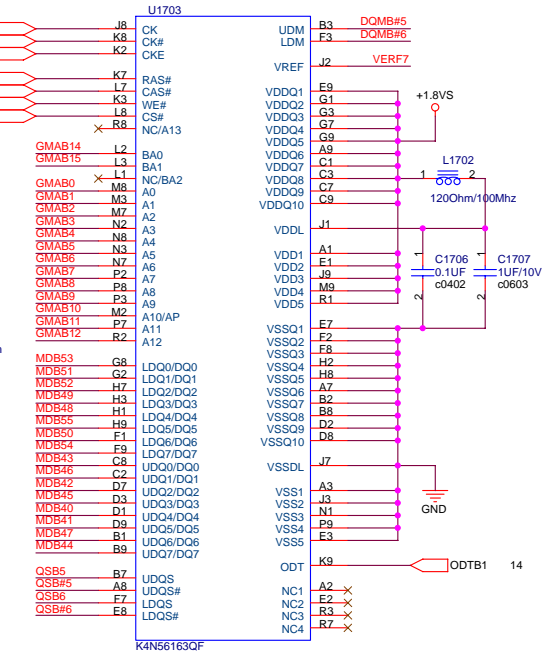 U1703
J8 CK UDM B3 DQMB#5
K8 CK# LDM F3 DQMB#6
K2 CKE
VREF J2 VERF7
K7 RAS#
L7 CAS# VDDQ1 E9
K3 WE# VDDQ2 G1
L8 CS# VDDQ3 G3
R8 NC/A13 VDDQ4 G7
VDDQ5 G9
+1.8VS
GMAB14 L2 BA0 VDDQ6 A9
GMAB15 L3 BA1 VDDQ7 C1
L1 NC/BA2 VDDQ8 C3
1 L1702 2
120Ohm/100Mhz
GMAB0 M8 A0 VDDQ9 C7
GMAB1 M3 A1 VDDQ10 C9
GMAB2 M7 A2
GMAB3 N2 A3 VDDL J1
GMAB4 N8 A4
GMAB5 N3 A5 VDD1 A1
GMAB6 N7 A6 VDD2 E1
GMAB7 P2 A7 VDD3 J9
GMAB8 P8 A8 VDD4 M9
GMAB9 P3 A9 VDD5 R1
1 C1706 0.1UF c0402 2
1 C1707 1UF/10V c0603 2
GMAB10 M2 A10/AP
GMAB11 P7 A11 VSSQ1 E7
GMAB12 R2 A12 VSSQ2 F2
VSSQ3 F8
MDB53 G8 LDQ0/DQ0 VSSQ4 H2
MDB51 G2 LDQ1/DQ1 VSSQ5 H8
MDB52 H7 LDQ2/DQ2 VSSQ6 A7
MDB49 H3 LDQ3/DQ3 VSSQ7 B2
MDB48 H1 LDQ4/DQ4 VSSQ8 B8
MDB55 H9 LDQ5/DQ5 VSSQ9 D2
MDB50 F1 LDQ6/DQ6 VSSQ10 D8
MDB54 F9 LDQ7/DQ7
MDB43 C8 UDQ0/DQ0 VSSDL J7
MDB46 C2 UDQ1/DQ1
MDB42 D7 UDQ2/DQ2 VSS1 A3
MDB45 D3 UDQ3/DQ3 VSS2 J3
MDB40 D1 UDQ4/DQ4 VSS3 N1
MDB41 D9 UDQ5/DQ5 VSS4 P9
MDB47 B1 UDQ6/DQ6 VSS5 E3
MDB44 B9 UDQ7/DQ7
GND
ODT K9 ODTB1 14
QSB5 B7 UDQS
QSB#5 A8 UDQS# NC1 A2
QSB6 F7 LDQS NC2 E2
QSB#6 E8 LDQS# NC3 R3
NC4 R7
K4N56163QF